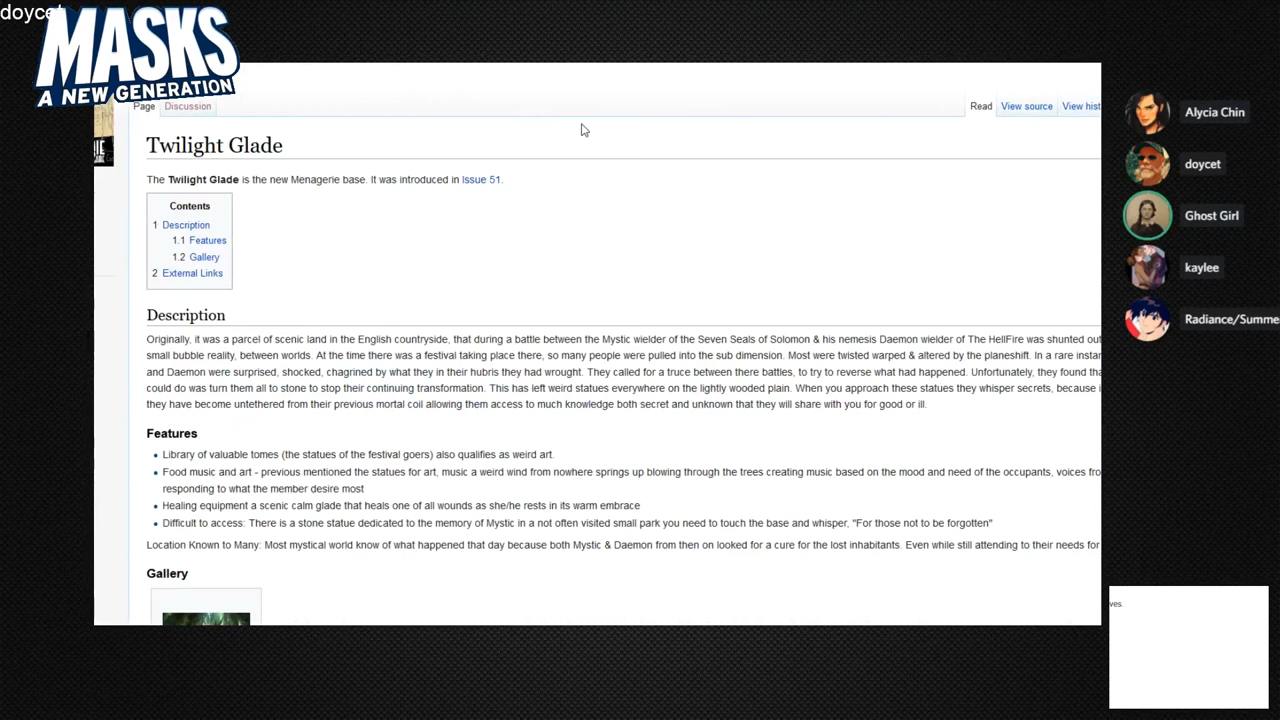 doycet
MASKS
A NEW GENERATION
Page Discussion
Read View source View hist
Twilight Glade
The Twilight Glade is the new Menagerie base. It was introduced in Issue 51.
Contents
1 Description
1.1 Features
1.2 Gallery
2 External Links
Description
Originally, it was a parcel of scenic land in the English countryside, that during a battle between the Mystic wielder of the Seven Seals of Solomon & his nemesis Daemon wielder of The HellFire was shunted out
small bubble reality, between worlds. At the time there was a festival taking place there, so many people were pulled into the sub dimension. Most were twisted warped & altered by the planeshift. In a rare instan
and Daemon were surprised, shocked, chagrined by what they in their hubris they had wrought. They called for a truce between there battles, to try to reverse what had happened. Unfortunately, they found tha
could do was turn them all to stone to stop their continuing transformation. This has left weird statues everywhere on the lightly wooded plain. When you approach these statues they whisper secrets, because i
they have become untethered from their previous mortal coil allowing them access to much knowledge both secret and unknown that they will share with you for good or ill.
Features
Library of valuable tomes (the statues of the festival goers) also qualifies as weird art.
Food music and art - previous mentioned the statues for art, music a weird wind from nowhere springs up blowing through the trees creating music based on the mood and need of the occupants, voices fro
responding to what the member desire most
Healing equipment a scenic calm glade that heals one of all wounds as she/he rests in its warm embrace
Difficult to access: There is a stone statue dedicated to the memory of Mystic in a not often visited small park you need to touch the base and whisper, "For those not to be forgotten"
Location Known to Many: Most mystical world know of what happened that day because both Mystic & Daemon from then on looked for a cure for the lost inhabitants. Even while still attending to their needs for
Gallery
Alycia Chin
doycet
Ghost Girl
kaylee
Radiance/Summe
ves.